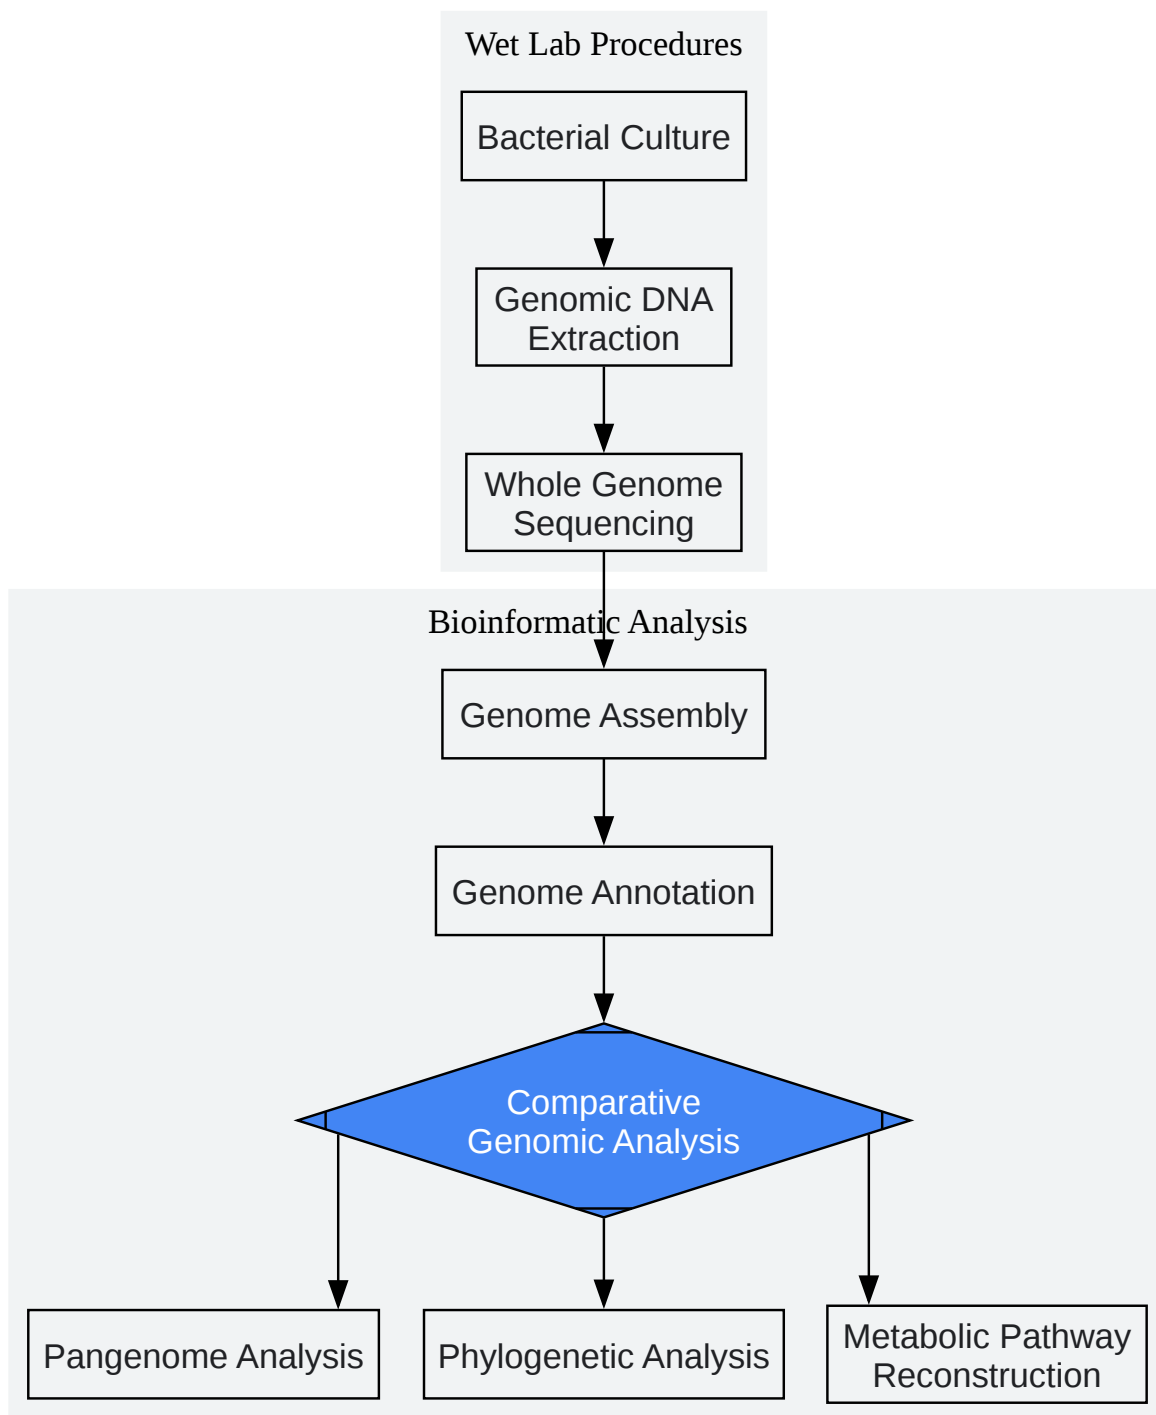 Wet Lab Procedures
Bacterial Culture
Genomic DNA
Extraction
Whole Genome
Sequencing
Bioinformatic Analysis
Genome Assembly
Genome Annotation
Comparative
Genomic Analysis
Pangenome Analysis
Phylogenetic Analysis
Metabolic Pathway
Reconstruction